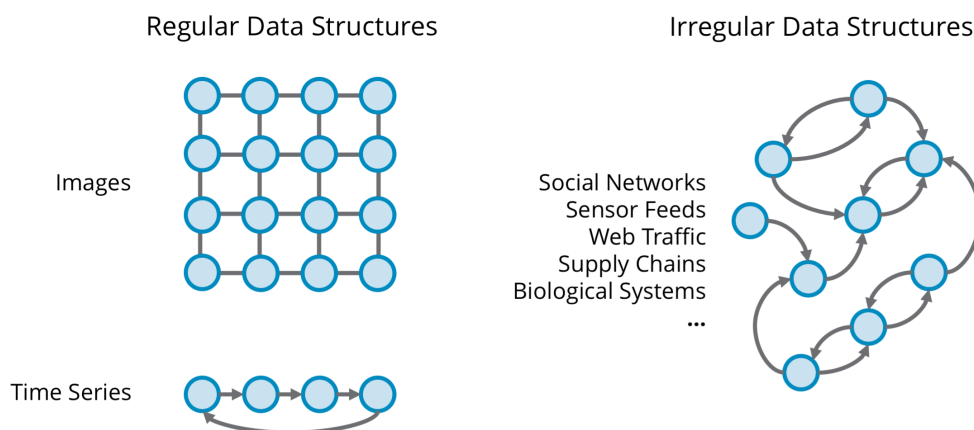 Regular Data Structures
Irregular Data Structures
Images
Time Series
Social Networks
Sensor Feeds
Web Traffic
Supply Chains
Biological Systems
...